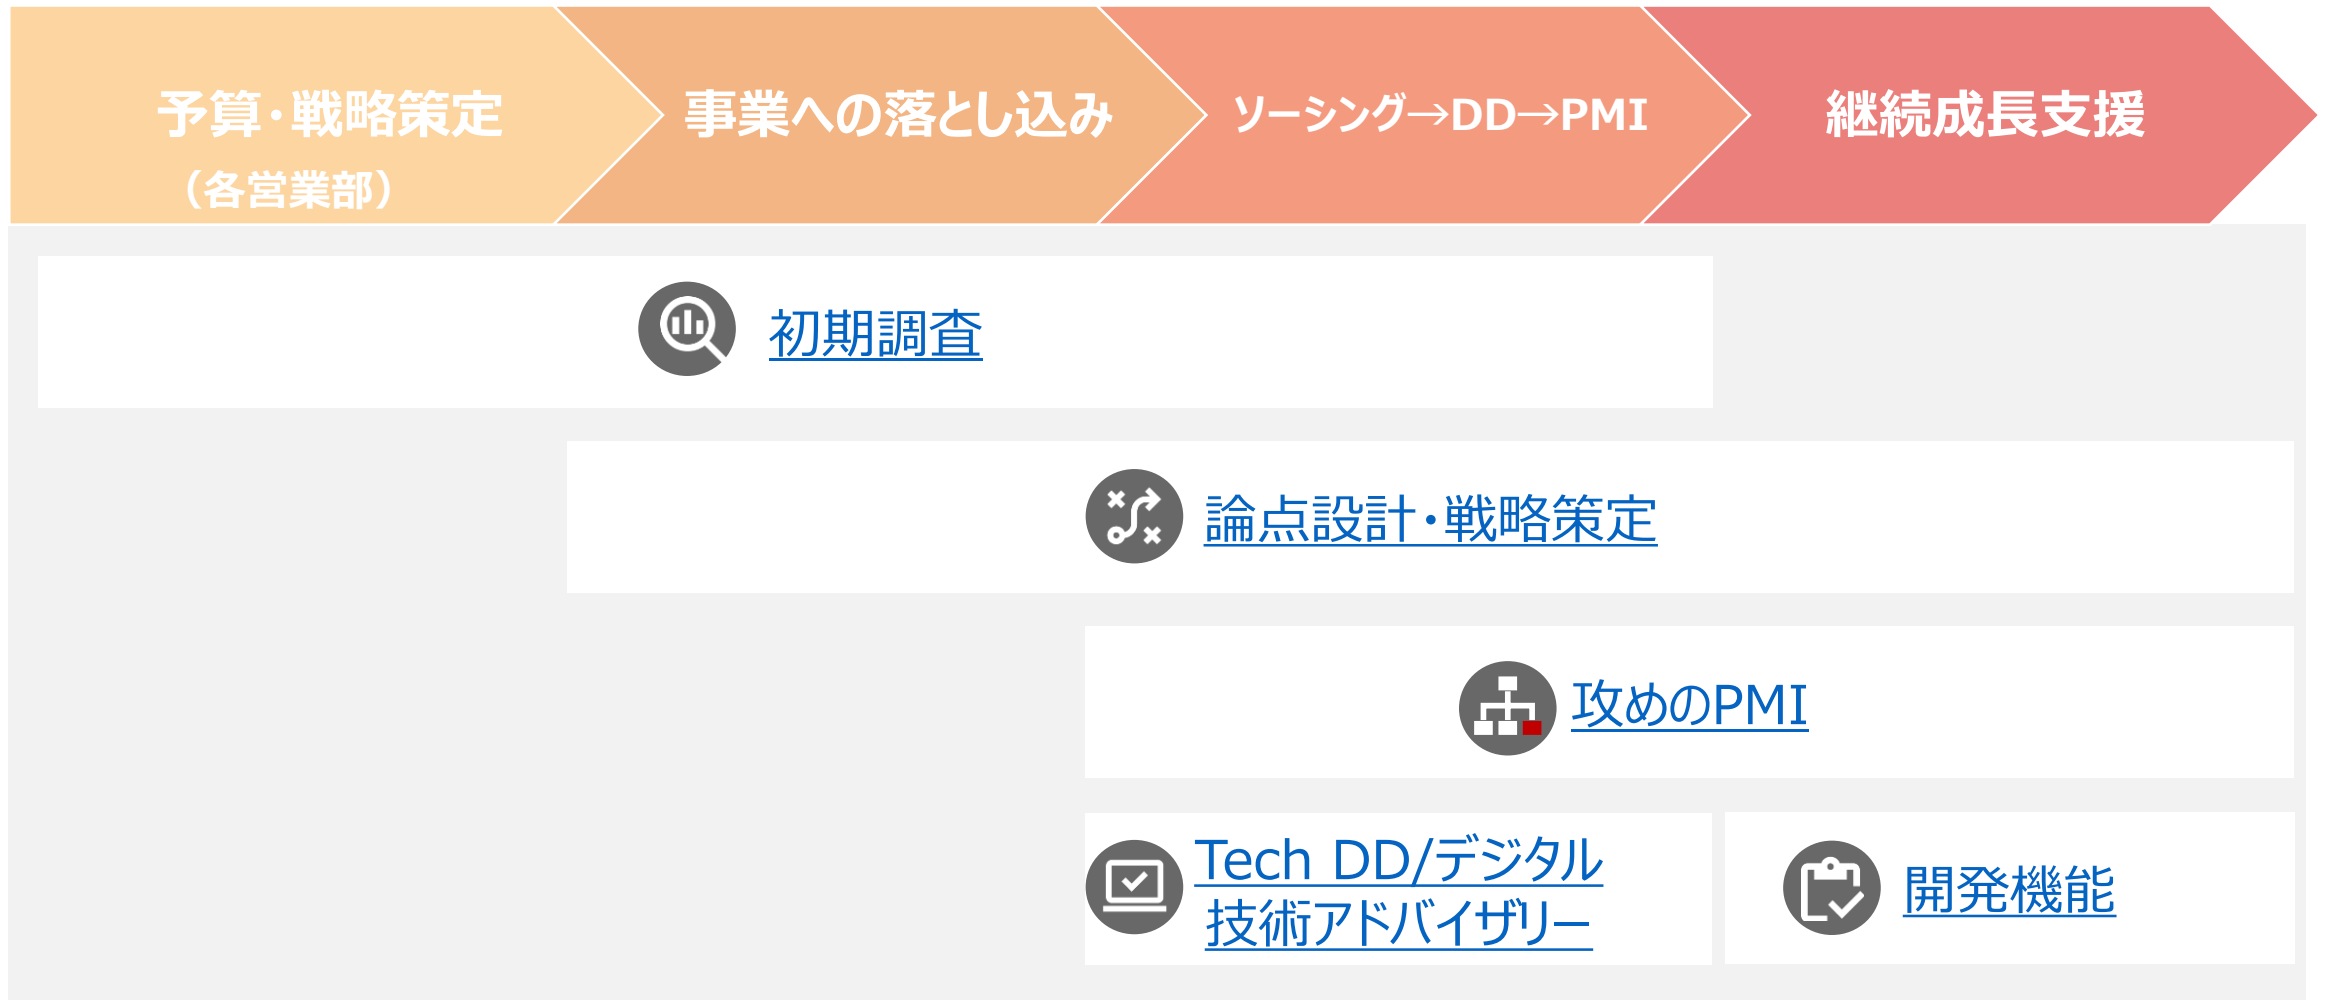 予算・戦略策定
（各営業部）
事業への落とし込み
ソーシング→DD→PMI
継続成長支援
初期調査
論点設計・戦略策定
攻めのPMI
Tech DD/デジタル
技術アドバイザリー
開発機能